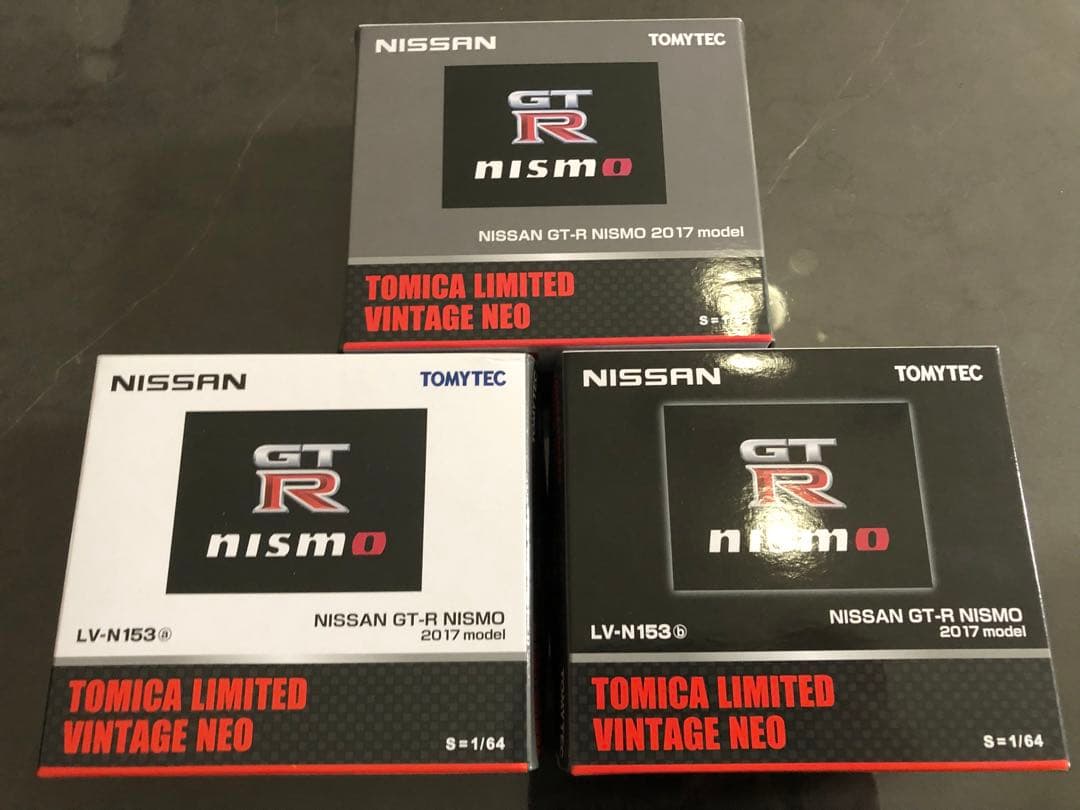 NISSAN TOMYTEC
GT
R
nismo
NISSAN GT-R NISMO 2017 model
TOMICA LIMITED
VINTAGE NEO
NISSAN TOMYTEC
GT
R
nismo
LV-N153ⓐ
NISSAN GT-R NISMO
2017 model
TOMICA LIMITED
VINTAGE NEO
S=1/64
NISSAN TOMYTEC
GT
R
nismo
LV-N153ⓑ
NISSAN GT-R NISMO
2017 model
TOMICA LIMITED
VINTAGE NEO
S=1/64